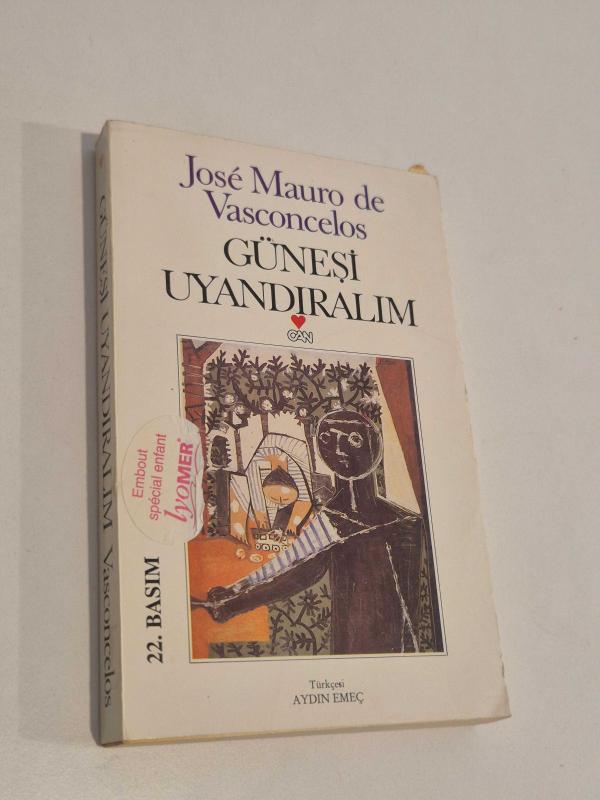 José Mauro de
Vasconcelos
GÜNEŞİ
UYANDIRALIM
CAN
Embout
spécial enfant
lyoMER®
22. BASIM
Türkçesi
AYDIN EMEÇ
GÜNEŞİ UYANDIRALIM Vasconcelos